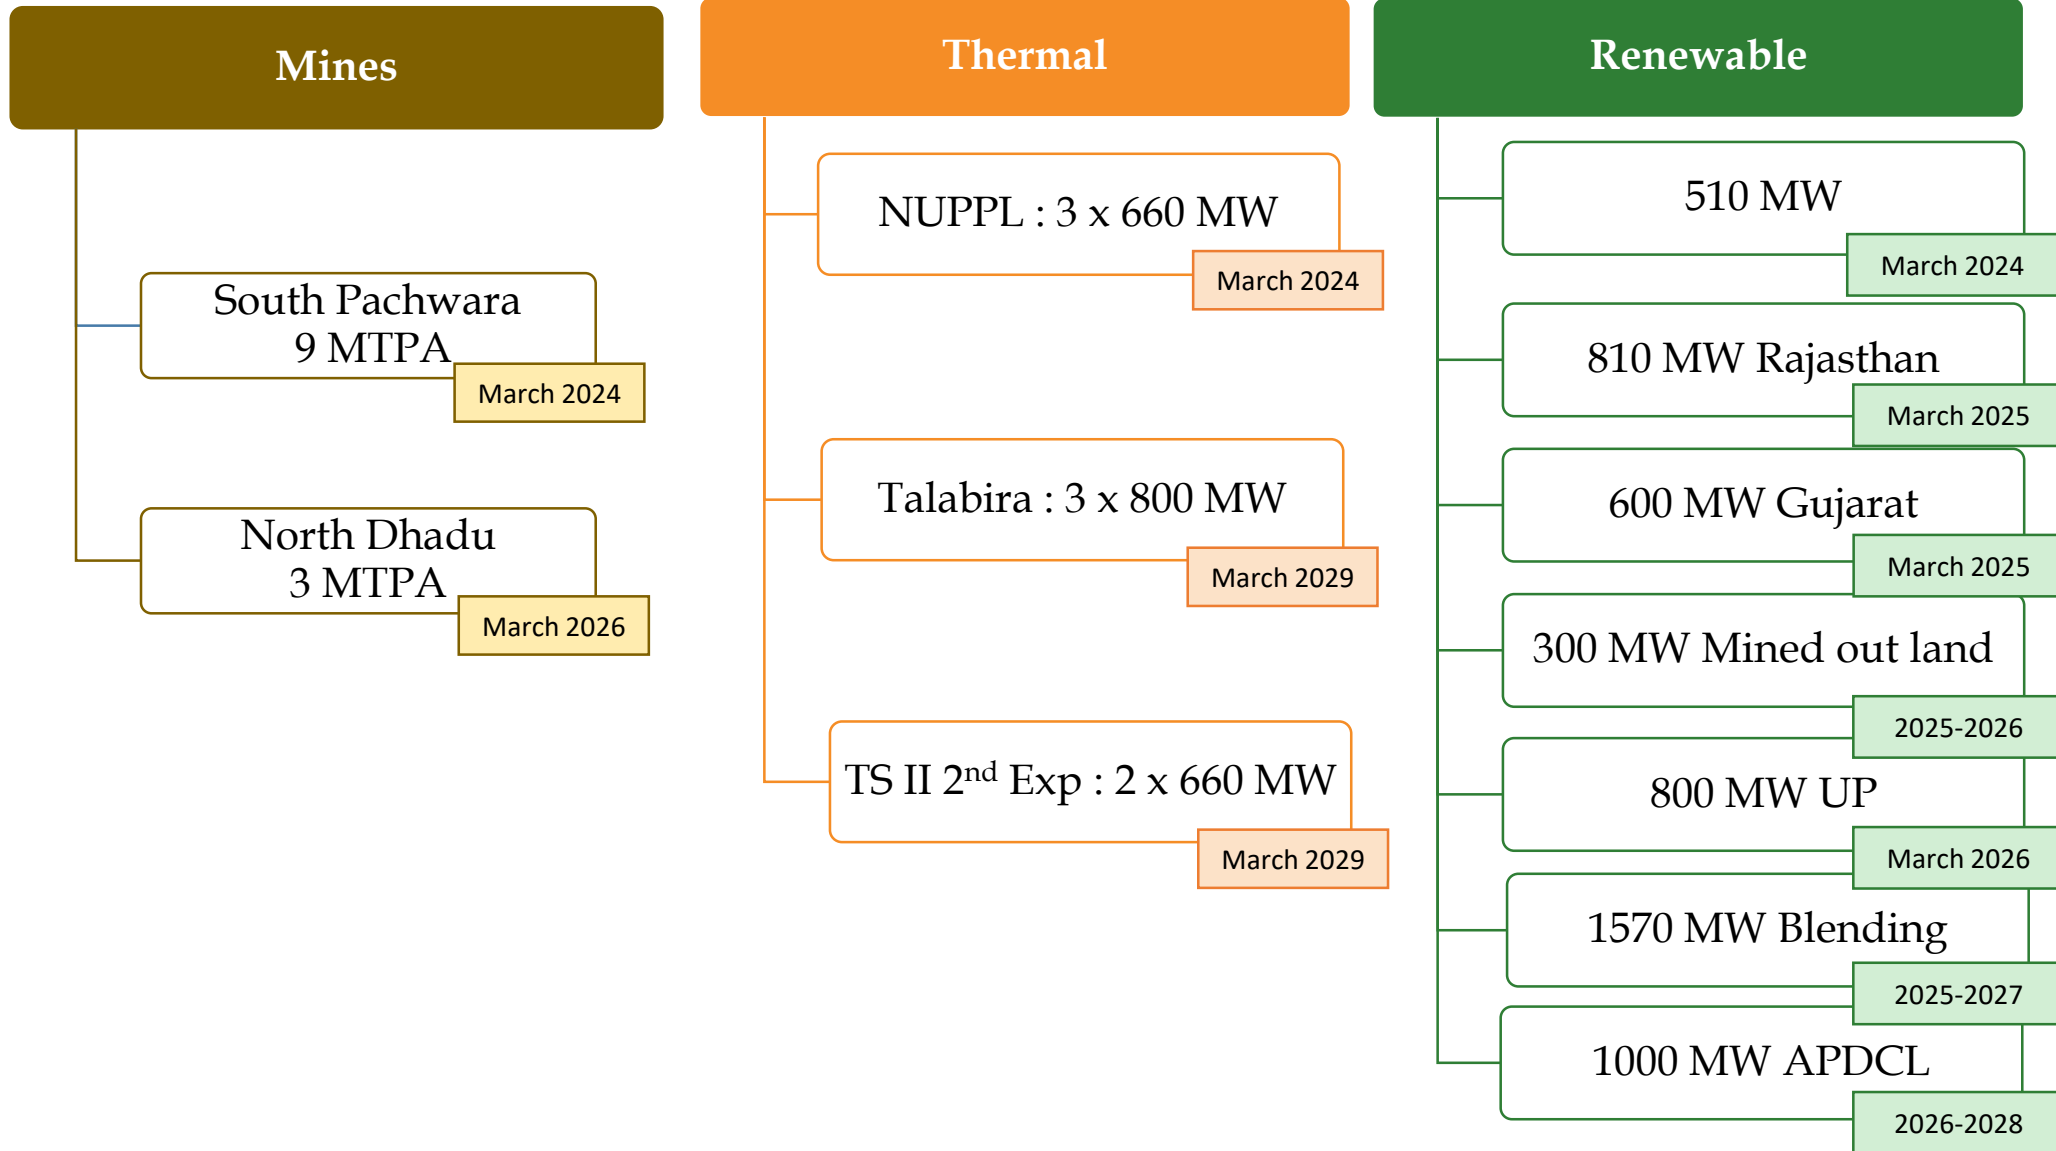 Mines
South Pachwara
9 MTPA
March 2024
North Dhadu
3 MTPA
March 2026
Thermal
NUPPL : 3 x 660 MW
March 2024
Talabira : 3 x 800 MW
March 2029
TS II 2nd Exp : 2 x 660 MW
March 2029
Renewable
510 MW
March 2024
810 MW Rajasthan
March 2025
600 MW Gujarat
March 2025
300 MW Mined out land
2025-2026
800 MW UP
March 2026
1570 MW Blending
2025-2027
1000 MW APDCL
2026-2028